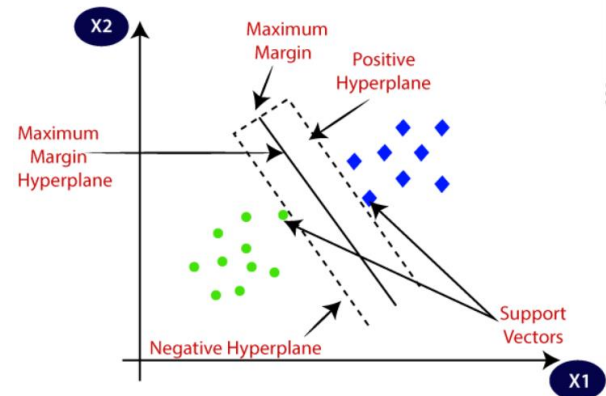 X2
Maximum
Margin
Positive
Hyperplane
Maximum
Margin
Hyperplane
Support
Vectors
Negative Hyperplane
X1